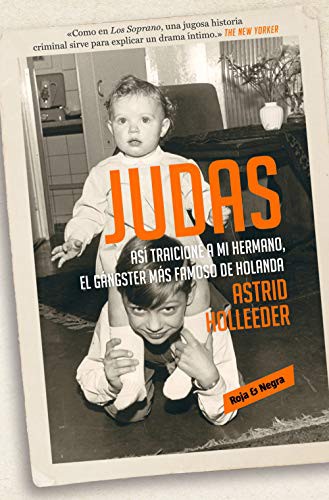 «Como en Los Soprano, una jugosa historia
criminal sirve para explicar un drama íntimo.» THE NEW YORKER
JUDAS
ASÍ TRAICIONÉ A MI HERMANO,
EL GÁNGSTER MÁS FAMOSO DE HOLANDA
ASTRID
HOLLEEDER
Roja & Negra